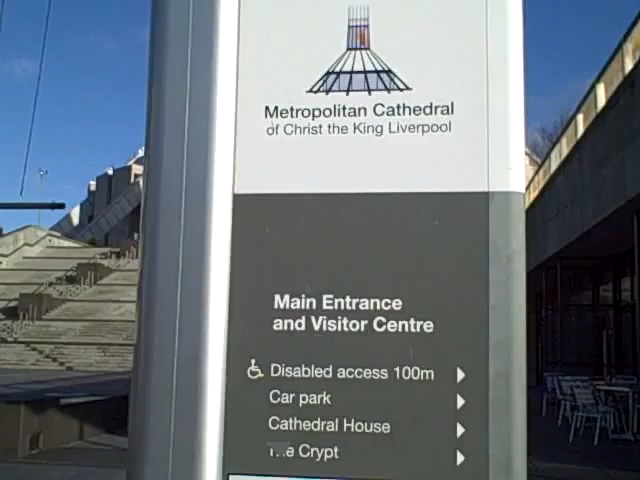 Metropolitan Cathedral
of Christ the King Liverpool
Main Entrance
and Visitor Centre
Disabled access 100m
Car park
Cathedral House
The Crypt